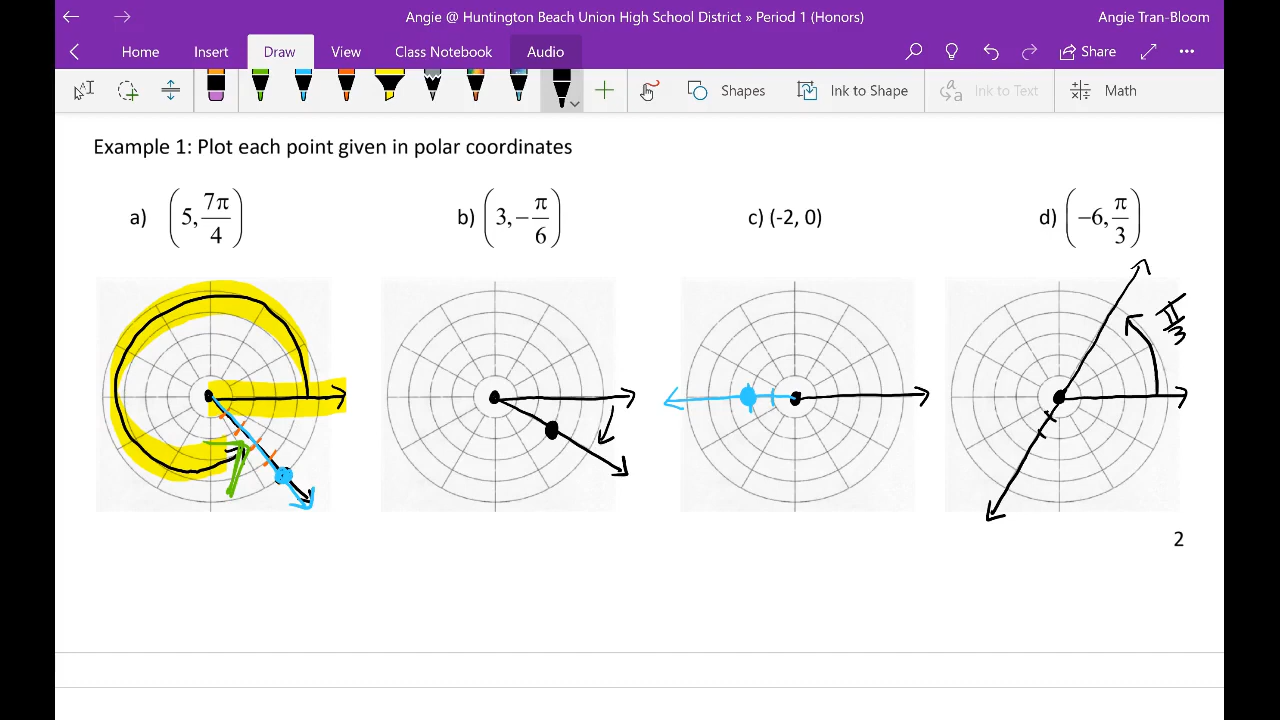 Angie @ Huntington Beach Union High School District » Period 1 (Honors)
Angie Tran-Bloom
Home Insert Draw View Class Notebook Audio
Share
Shapes Ink to Shape Ink to Text Math
Example 1: Plot each point given in polar coordinates
a) (5, 7π/4) b) (3, −π/6) c) (-2, 0) d) (−6, π/3)
π/3
2